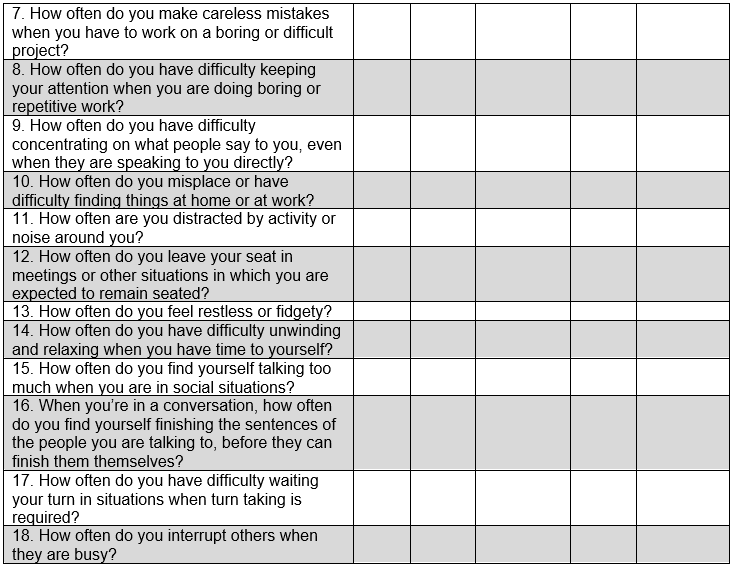 7. How often do you make careless mistakes
when you have to work on a boring or difficult
project?
8. How often do you have difficulty keeping
your attention when you are doing boring or
repetitive work?
9. How often do you have difficulty
concentrating on what people say to you, even
when they are speaking to you directly?
10. How often do you misplace or have
difficulty finding things at home or at work?
11. How often are you distracted by activity or
noise around you?
12. How often do you leave your seat in
meetings or other situations in which you are
expected to remain seated?
13. How often do you feel restless or fidgety?
14. How often do you have difficulty unwinding
and relaxing when you have time to yourself?
15. How often do you find yourself talking too
much when you are in social situations?
16. When you’re in a conversation, how often
do you find yourself finishing the sentences of
the people you are talking to, before they can
finish them themselves?
17. How often do you have difficulty waiting
your turn in situations when turn taking is
required?
18. How often do you interrupt others when
they are busy?